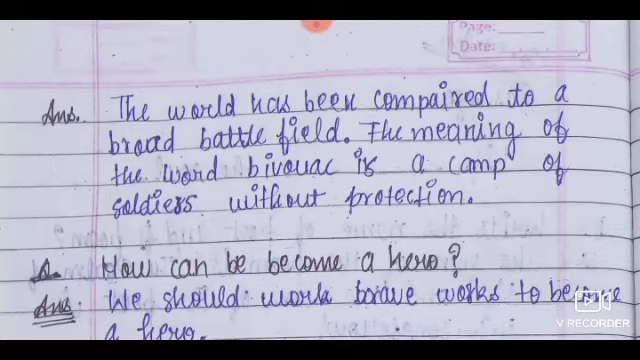 Page:
Date:
Ans. The world has been compaired to a
broad battle field. The meaning of
the word bivouac is a camp of
soldiers without protection.
Q. How can be become a hero?
Ans. We should work brave works to become
a hero.
V RECORDER